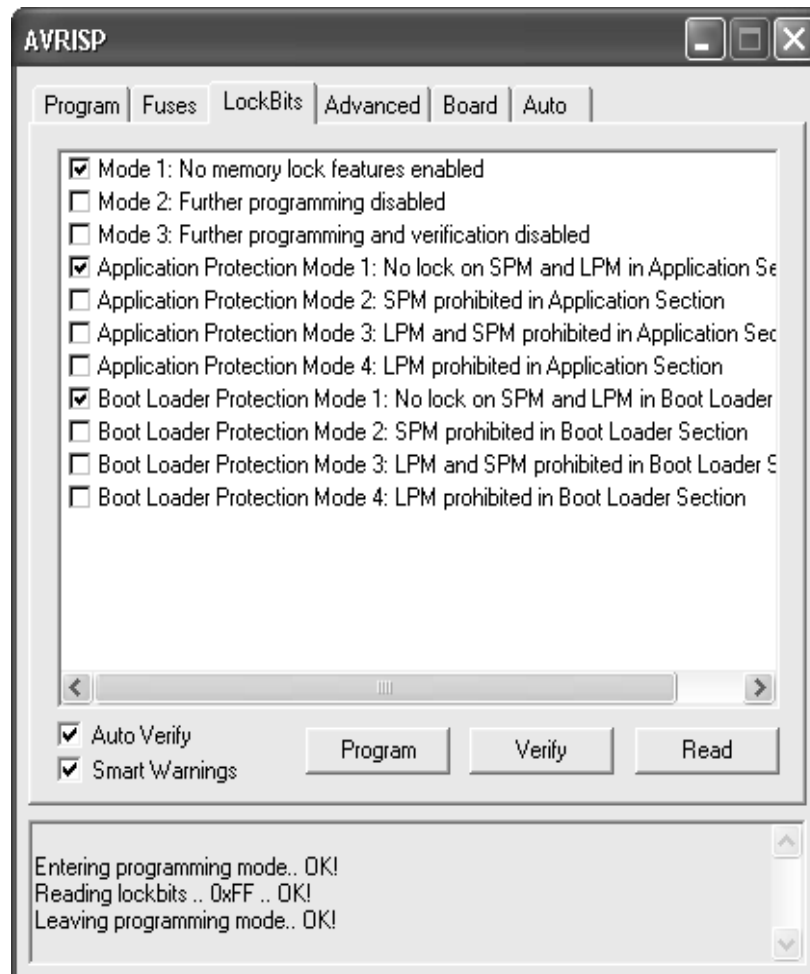 AVRISP
Program Fuses LockBits Advanced Board Auto
Mode 1: No memory lock features enabled
Mode 2: Further programming disabled
Mode 3: Further programming and verification disabled
Application Protection Mode 1: No lock on SPM and LPM in Application Se
Application Protection Mode 2: SPM prohibited in Application Section
Application Protection Mode 3: LPM and SPM prohibited in Application Sec
Application Protection Mode 4: LPM prohibited in Application Section
Boot Loader Protection Mode 1: No lock on SPM and LPM in Boot Loader
Boot Loader Protection Mode 2: SPM prohibited in Boot Loader Section
Boot Loader Protection Mode 3: LPM and SPM prohibited in Boot Loader S
Boot Loader Protection Mode 4: LPM prohibited in Boot Loader Section
Auto Verify
Smart Warnings
Program Verify Read
Entering programming mode.. OK!
Reading lockbits .. 0xFF .. OK!
Leaving programming mode.. OK!